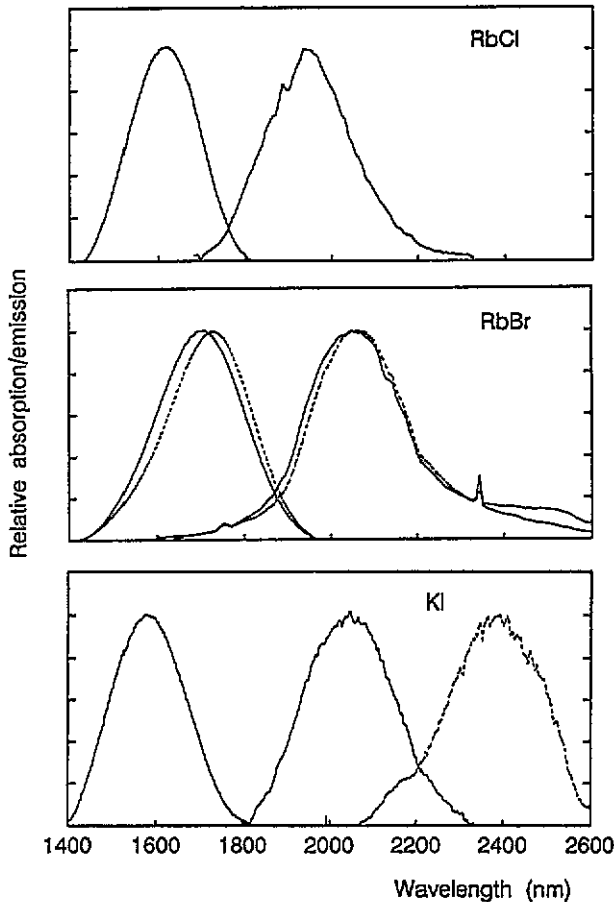 RbCl
RbBr
KI
Relative absorption/emission
1400 1600 1800 2000 2200 2400 2600
Wavelength (nm)